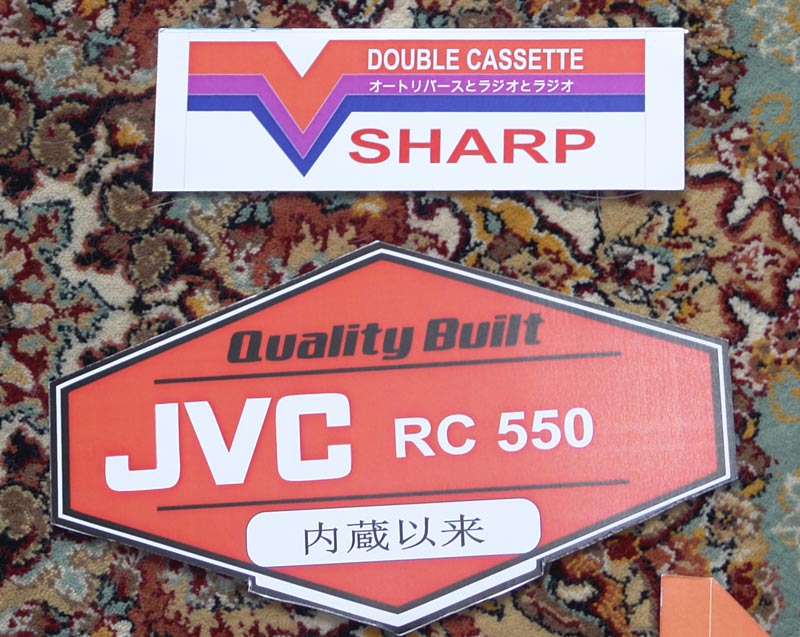 DOUBLE CASSETTE
オートリバースとラジオとラジオ
SHARP
Quality Built
JVC RC 550
内蔵以来